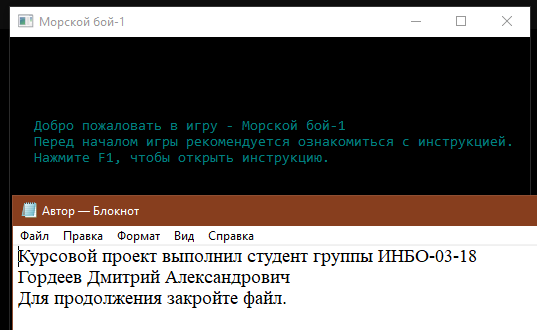 Морской бой-1
Добро пожаловать в игру - Морской бой-1
Перед началом игры рекомендуется ознакомиться с инструкцией.
Нажмите F1, чтобы открыть инструкцию.
Автор — Блокнот
Файл Правка Формат Вид Справка
Курсовой проект выполнил студент группы ИНБО-03-18
Гордеев Дмитрий Александрович
Для продолжения закройте файл.